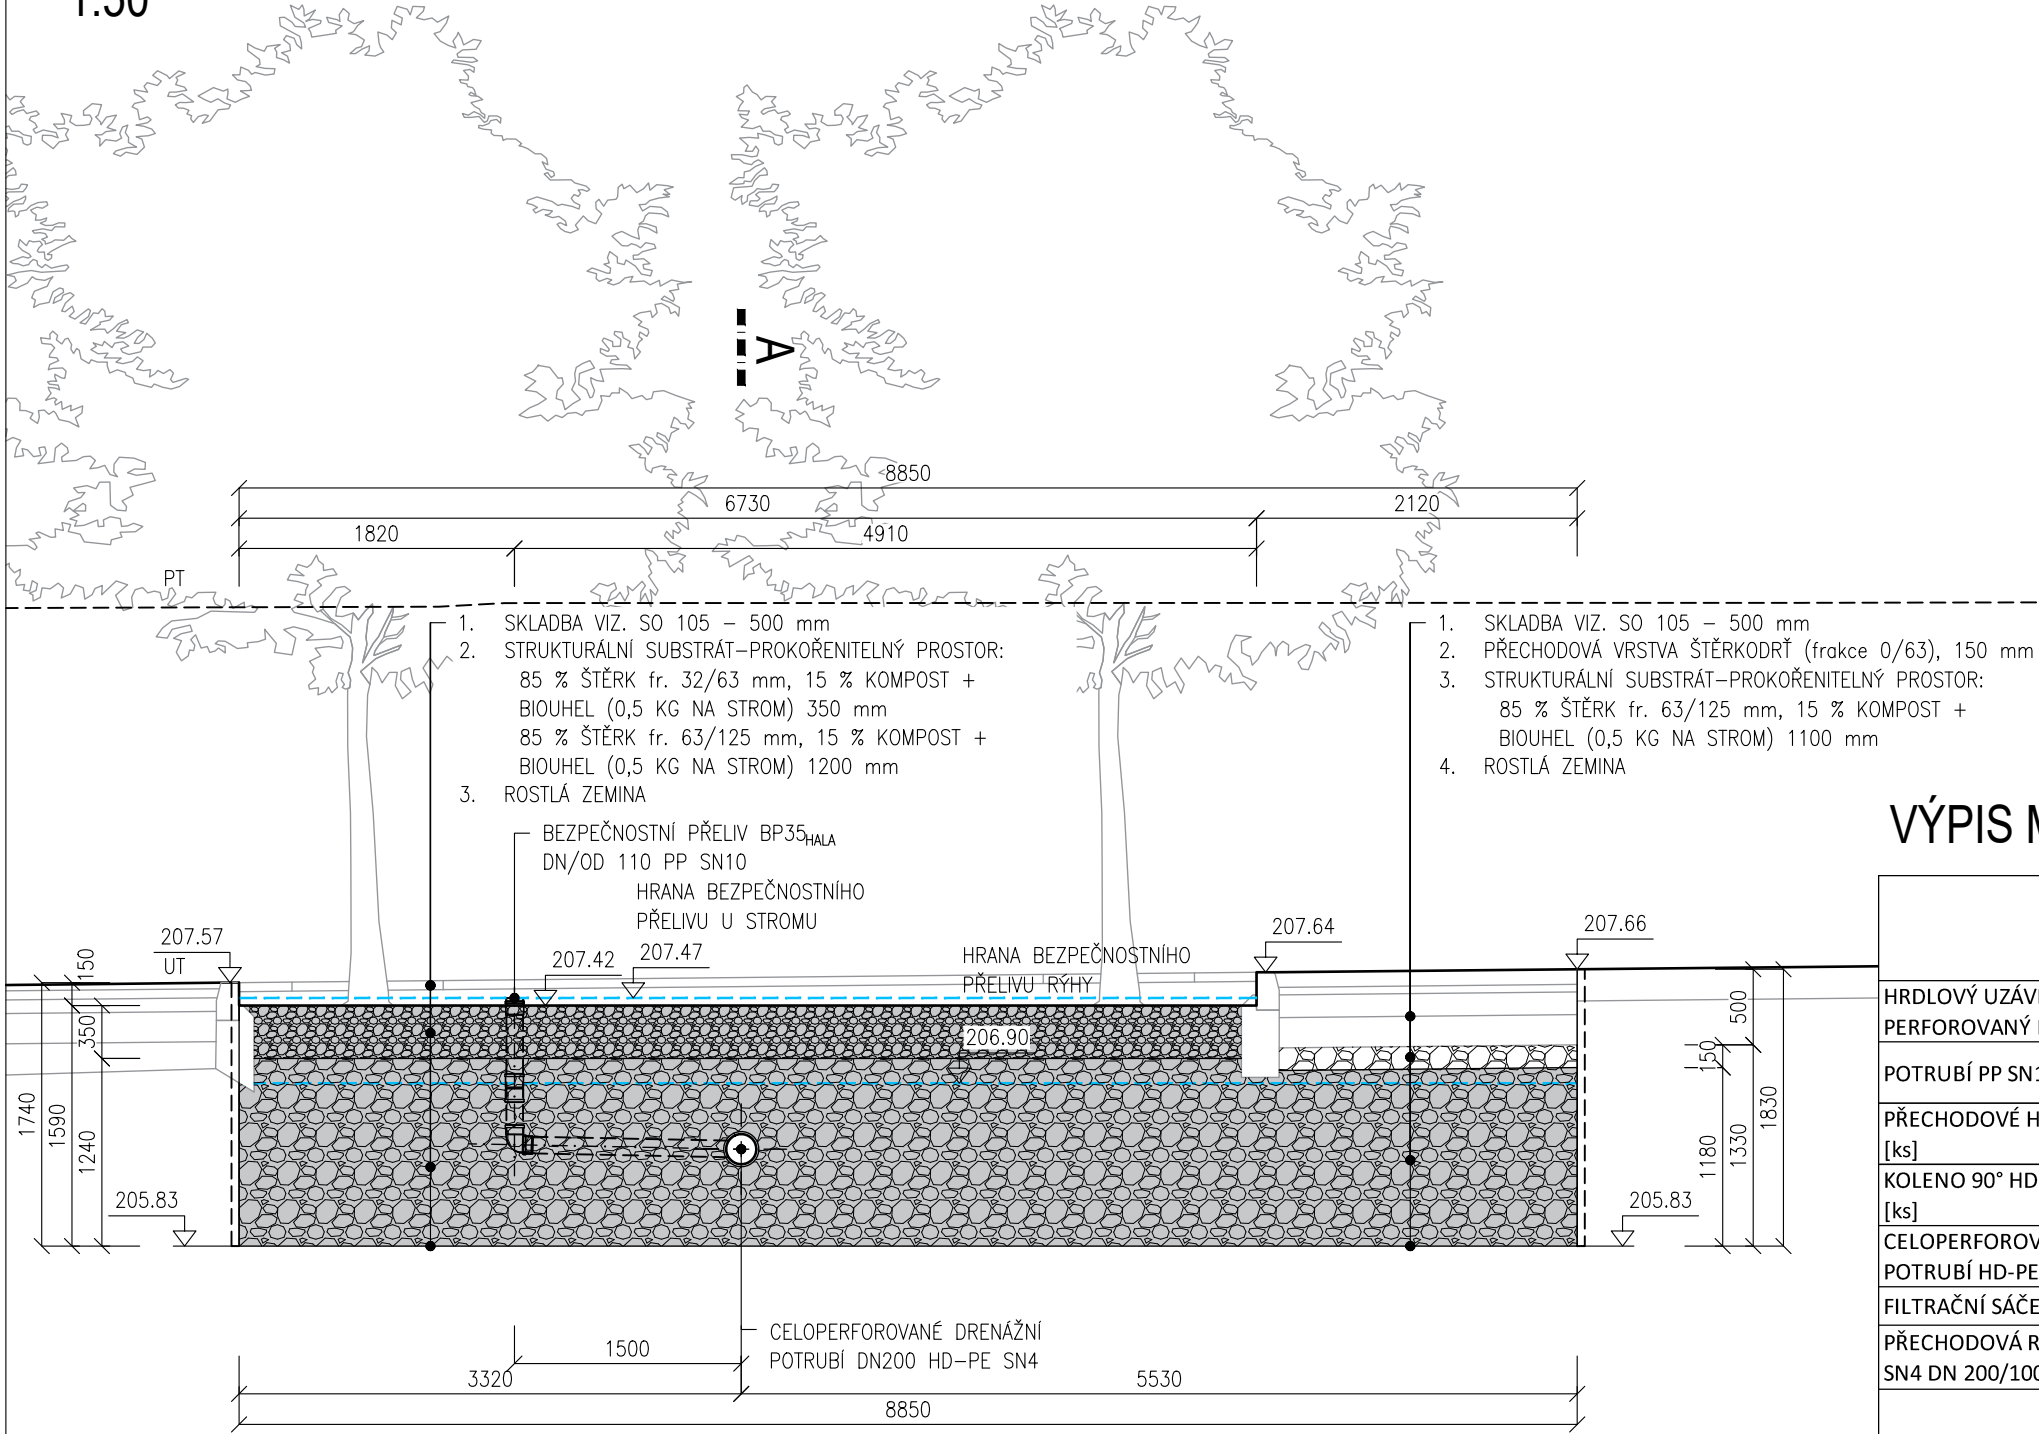 1:50
A
8850
6730
2120
1820
4910
PT
1. SKLADBA VIZ. SO 105 – 500 mm
2. STRUKTURÁLNÍ SUBSTRÁT–PROKOŘENITELNÝ PROSTOR:
85 % ŠTĚRK fr. 32/63 mm, 15 % KOMPOST +
BIOUHEL (0,5 KG NA STROM) 350 mm
85 % ŠTĚRK fr. 63/125 mm, 15 % KOMPOST +
BIOUHEL (0,5 KG NA STROM) 1200 mm
3. ROSTLÁ ZEMINA
1. SKLADBA VIZ. SO 105 – 500 mm
2. PŘECHODOVÁ VRSTVA ŠTĚRKODRŤ (frakce 0/63), 150 mm
3. STRUKTURÁLNÍ SUBSTRÁT–PROKOŘENITELNÝ PROSTOR:
85 % ŠTĚRK fr. 63/125 mm, 15 % KOMPOST +
BIOUHEL (0,5 KG NA STROM) 1100 mm
4. ROSTLÁ ZEMINA
BEZPEČNOSTNÍ PŘELIV BP35HALA
DN/OD 110 PP SN10
HRANA BEZPEČNOSTNÍHO
PŘELIVU U STROMU
207.57
UT
207.42
207.47
HRANA BEZPEČNOSTNÍHO
PŘELIVU RÝHY
207.64
207.66
206.90
150
350
1740
1590
1240
205.83
500
150
1180
1330
1830
205.83
CELOPERFOROVANÉ DRENÁŽNÍ
POTRUBÍ DN200 HD–PE SN4
1500
3320
5530
8850
VÝPIS
HRDLOVÝ
PERFOROVANÝ
POTRUBÍ PP
PŘECHODOVÉ
[ks]
KOLENO 90°
[ks]
POTRUBÍ HD-PE
FILTRAČNÍ
PŘECHODOVÁ
SN4 DN